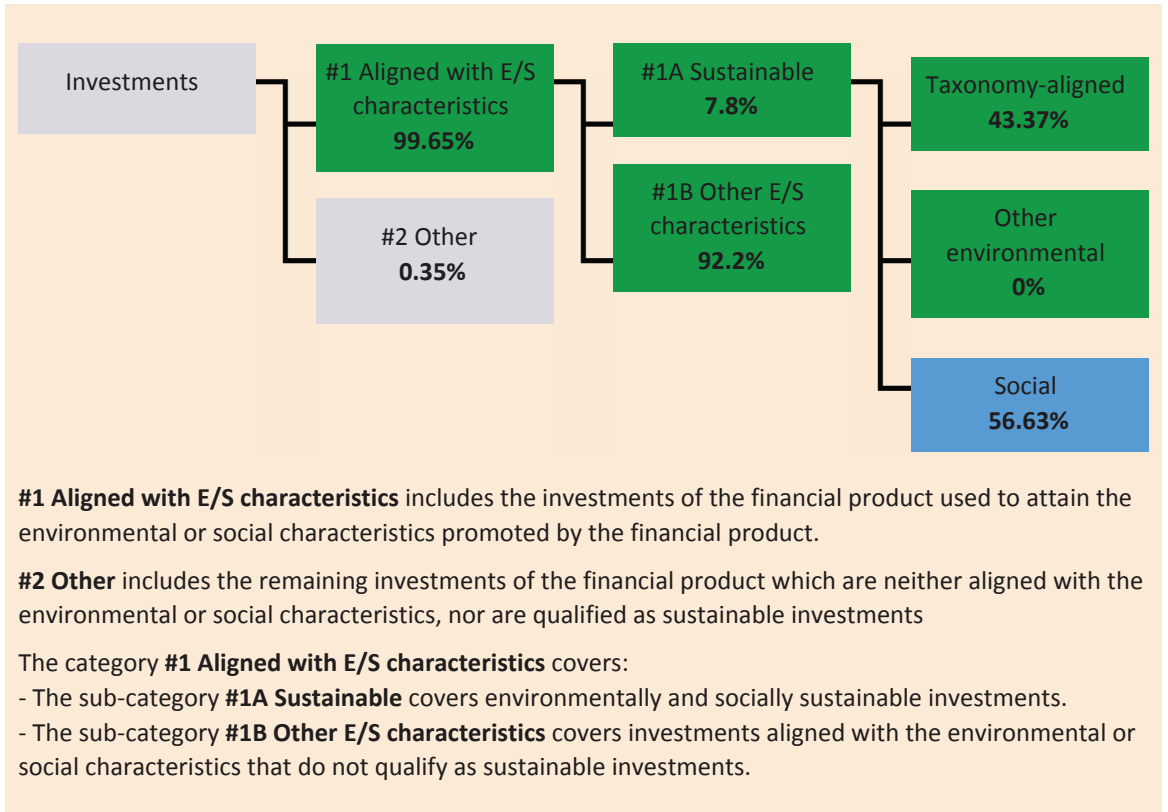 Investments
#1 Aligned with E/S
characteristics
99.65%
#2 Other
0.35%
#1A Sustainable
7.8%
#1B Other E/S
characteristics
92.2%
Taxonomy-aligned
43.37%
Other
environmental
0%
Social
56.63%
#1 Aligned with E/S characteristics includes the investments of the financial product used to attain the
environmental or social characteristics promoted by the financial product.
#2 Other includes the remaining investments of the financial product which are neither aligned with the
environmental or social characteristics, nor are qualified as sustainable investments
The category #1 Aligned with E/S characteristics covers:
- The sub-category #1A Sustainable covers environmentally and socially sustainable investments.
- The sub-category #1B Other E/S characteristics covers investments aligned with the environmental or
social characteristics that do not qualify as sustainable investments.